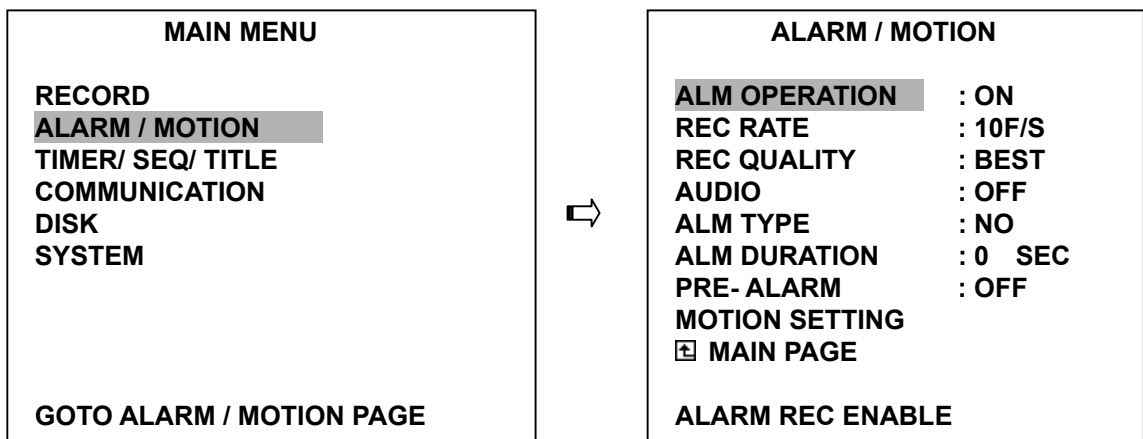 MAIN MENU
RECORD
ALARM / MOTION
TIMER/ SEQ/ TITLE
COMMUNICATION
DISK
SYSTEM
GOTO ALARM / MOTION PAGE
ALARM / MOTION
ALM OPERATION : ON
REC RATE : 10F/S
REC QUALITY : BEST
AUDIO : OFF
ALM TYPE : NO
ALM DURATION : 0 SEC
PRE- ALARM : OFF
MOTION SETTING
MAIN PAGE
ALARM REC ENABLE